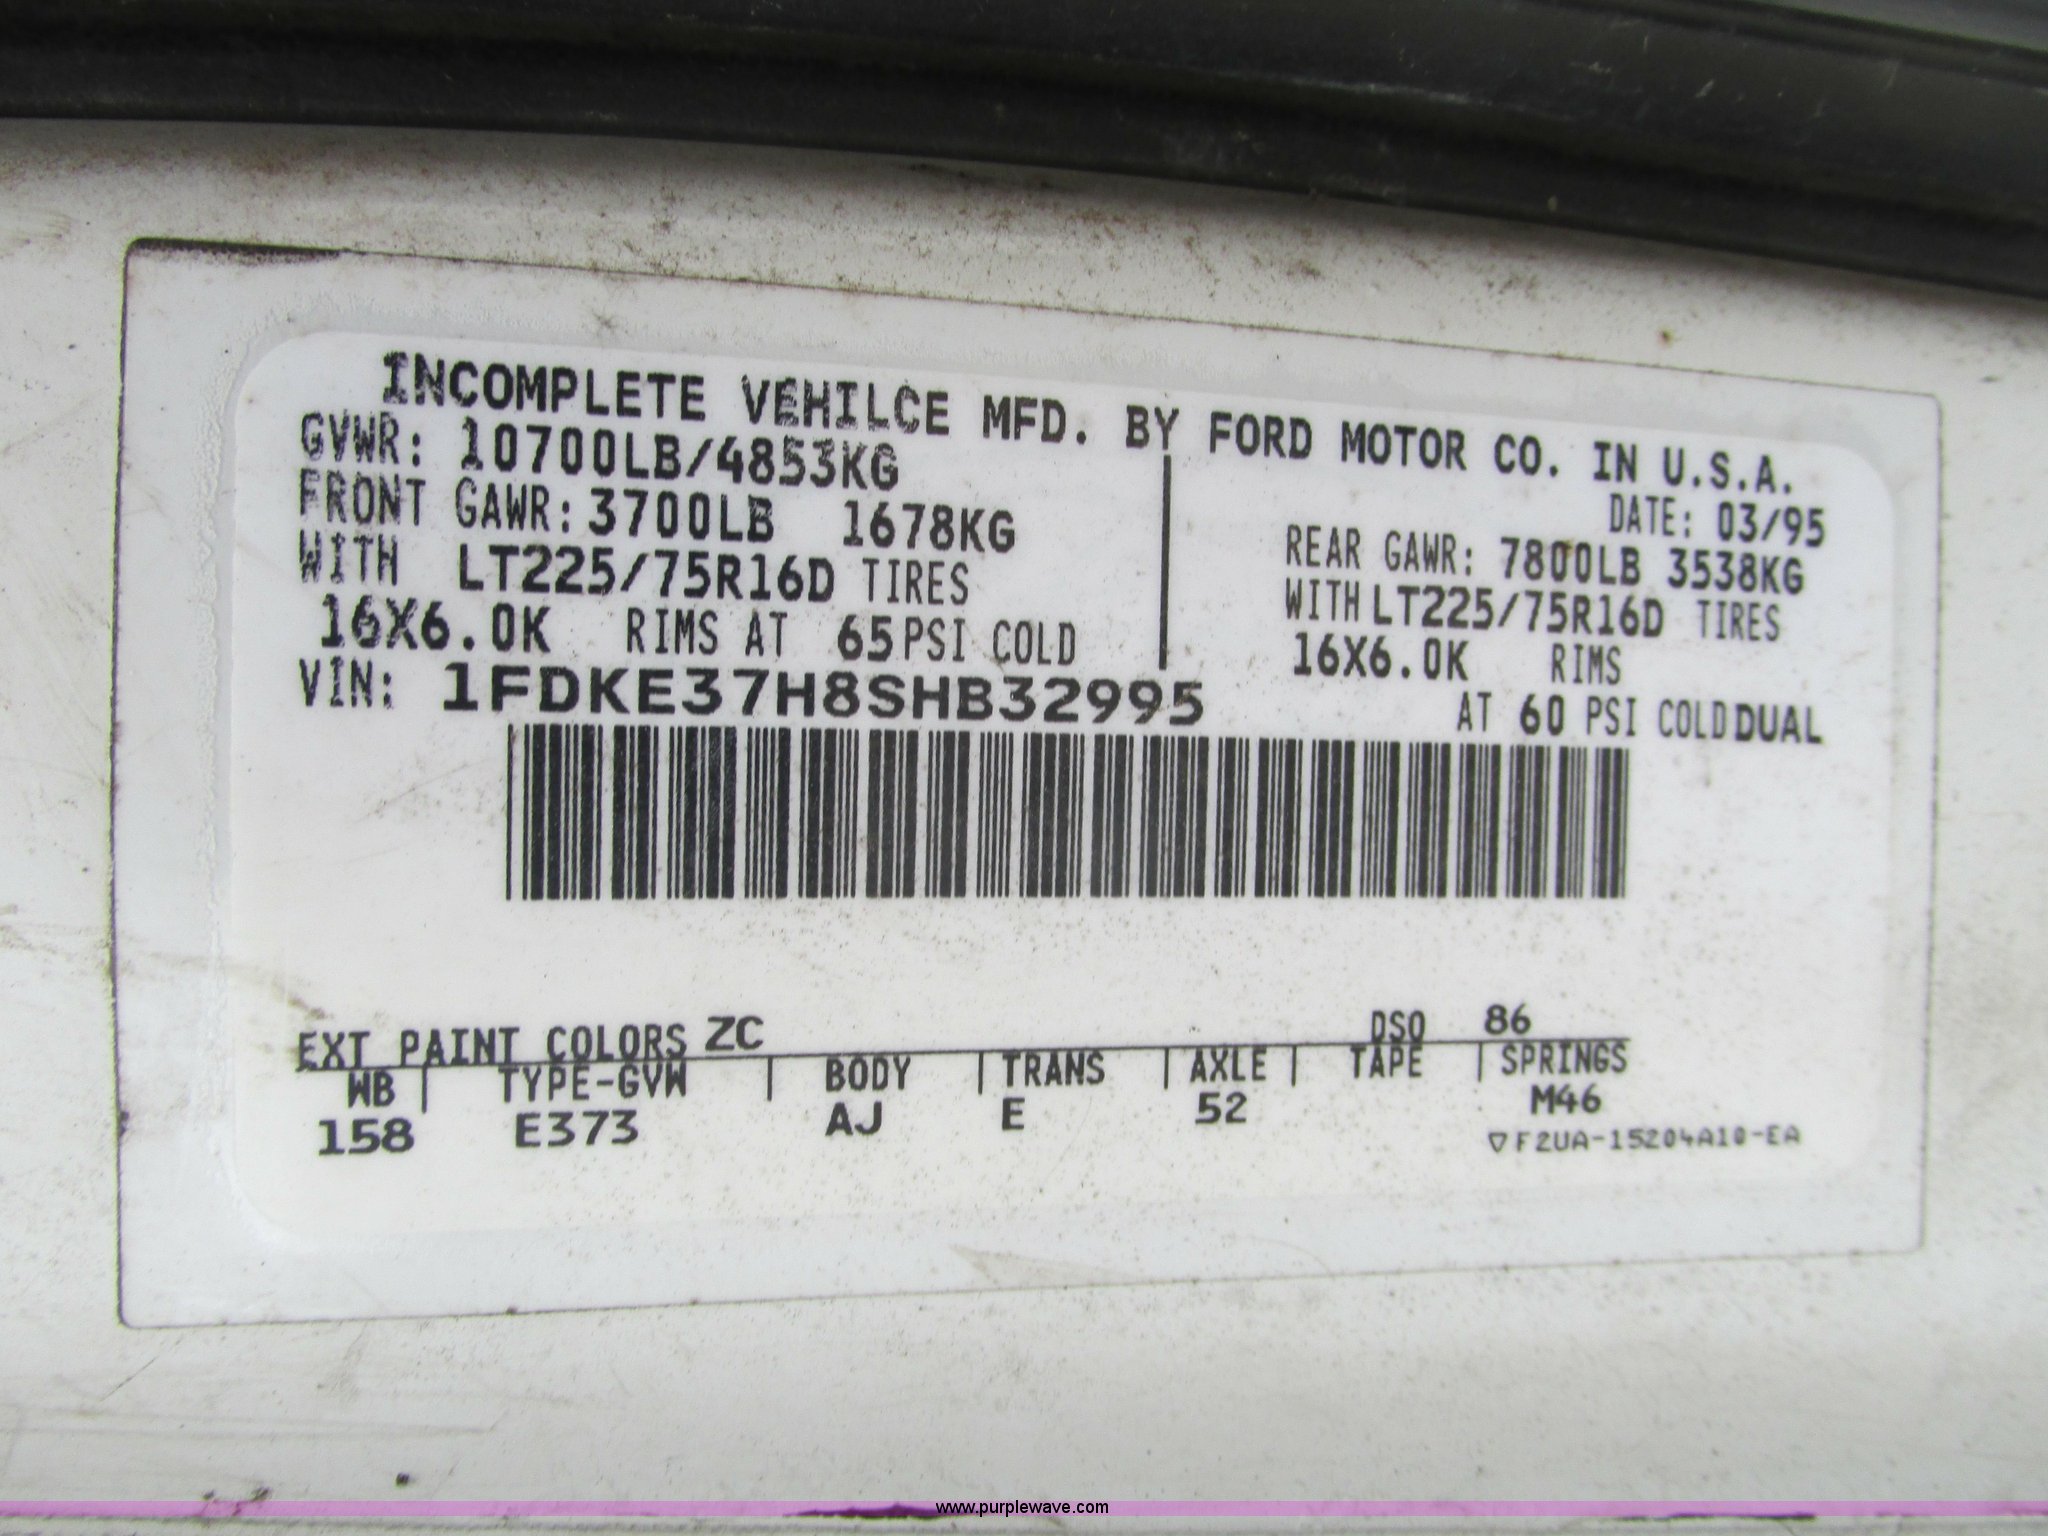 INCOMPLETE VEHILCE MFD. BY FORD MOTOR CO. IN U.S.A.
GVWR: 10700LB/4853KG
DATE: 03/95
FRONT GAWR: 3700LB 1678KG
REAR GAWR: 7800LB 3538KG
WITH LT225/75R16D TIRES
WITH LT225/75R16D TIRES
16X6.0K RIMS AT 65 PSI COLD
16X6.0K RIMS
AT 60 PSI COLD DUAL
VIN: 1FDKE37H8SHB32995
EXT PAINT COLORS ZC DSO 86
WB | TYPE-GVW | BODY | TRANS | AXLE | TAPE | SPRINGS
158 E373 AJ E 52 M46
▽F2UA-15204A10-EA
www.purplewave.com